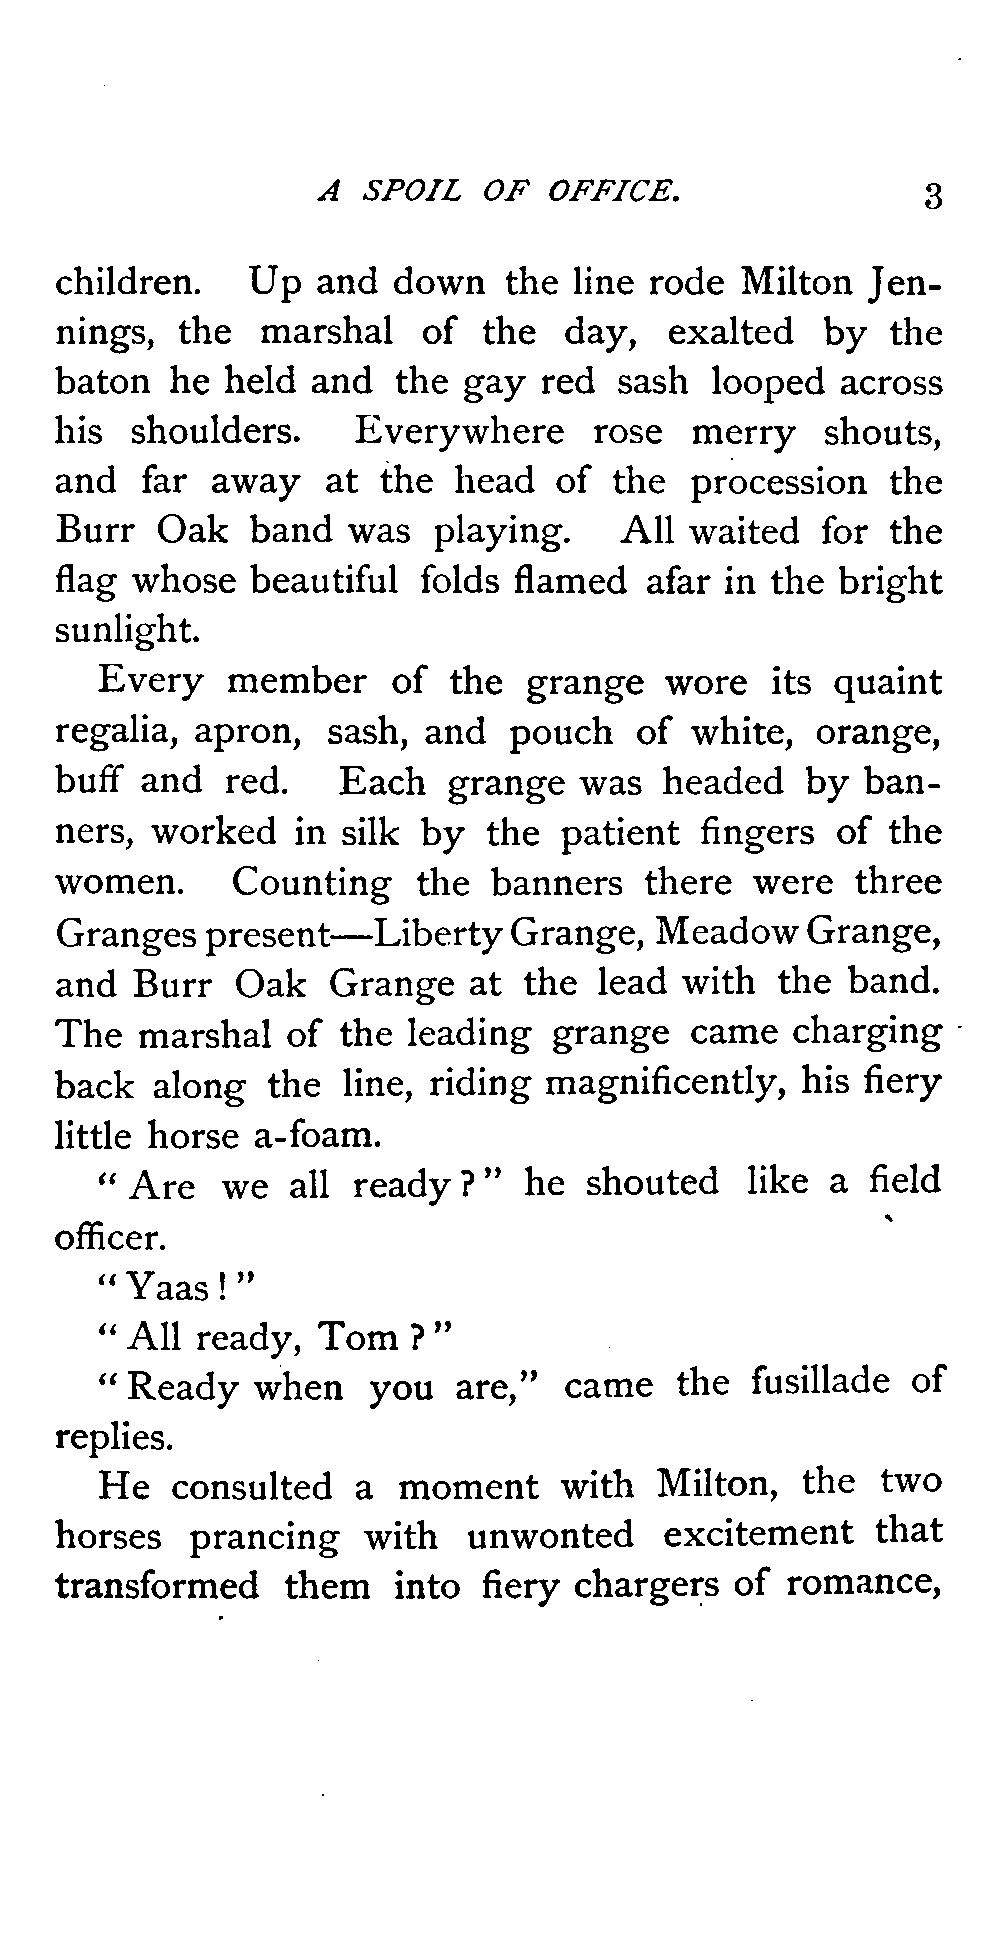 A SPOIL OF OFFICE. 3
children. Up and down the line rode Milton Jen-
nings, the marshal of the day, exalted by the
baton he held and the gay red sash looped across
his shoulders. Everywhere rose merry shouts,
and far away at the head of the procession the
Burr Oak band was playing. All waited for the
flag whose beautiful folds flamed afar in the bright
sunlight.
Every member of the grange wore its quaint
regalia, apron, sash, and pouch of white, orange,
buff and red. Each grange was headed by ban-
ners, worked in silk by the patient fingers of the
women. Counting the banners there were three
Granges present—Liberty Grange, Meadow Grange,
and Burr Oak Grange at the lead with the band.
The marshal of the leading grange came charging
back along the line, riding magnificently, his fiery
little horse a-foam.
“Are we all ready?” he shouted like a field
officer.
“Yaas!”
“All ready, Tom?”
“Ready when you are,” came the fusillade of
replies.
He consulted a moment with Milton, the two
horses prancing with unwonted excitement that
transformed them into fiery chargers of romance,